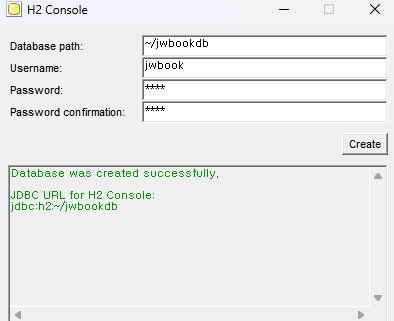 H2 Console
Database path: ~/jwbookdb
Username: jwbook
Password: ****
Password confirmation: ****
Create
Database was created successfully.
JDBC URL for H2 Console:
jdbc:h2:~/jwbookdb